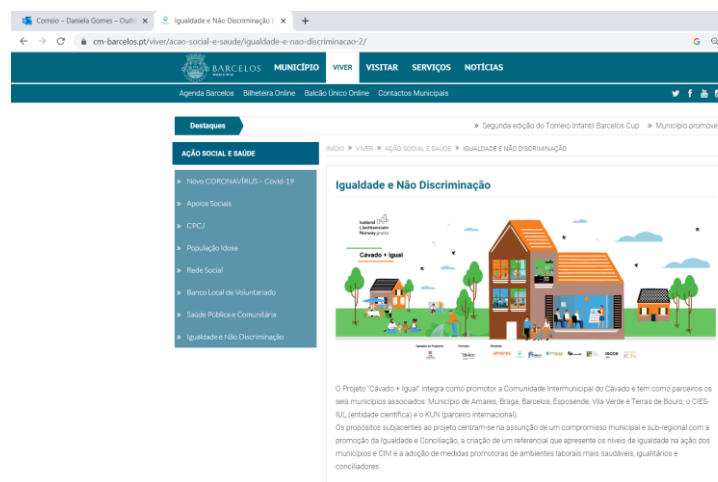 Correio – Daniela Gomes – Outlo
Igualdade e Não Discriminação |
cm-barcelos.pt/viver/acao-social-e-saude/igualdade-e-nao-discriminacao-2/
BARCELOS
MUNICÍPIO
MUNICÍPIO VIVER VISITAR SERVIÇOS NOTÍCIAS
Agenda Barcelos Bilheteira Online Balcão Único Online Contactos Municipais
Destaques
» Segunda edição do Torneio Infantil Barcelos Cup » Município promove
AÇÃO SOCIAL E SAÚDE
INÍCIO » VIVER » AÇÃO SOCIAL E SAÚDE » IGUALDADE E NÃO DISCRIMINAÇÃO
» Novo CORONAVÍRUS – Covid-19
» Apoios Sociais
» CPCJ
» População Idosa
» Rede Social
» Banco Local de Voluntariado
» Saúde Pública e Comunitária
» Igualdade e Não Discriminação
Igualdade e Não Discriminação
Iceland
Liechtenstein
Norway grants
Cávado + Igual
O Projeto "Cávado + Igual" integra como promotor a Comunidade Intermunicipal do Cávado e tem como parceiros os
seis municípios associados: Município de Amares, Braga, Barcelos, Esposende, Vila Verde e Terras de Bouro; o CIES-
IUL (entidade científica) e o KUN (parceiro internacional).
Os propósitos subjacentes ao projeto centram-se na assunção de um compromisso municipal e sub-regional com a
promoção da Igualdade e Conciliação, a criação de um referencial que apresente os níveis de igualdade na ação dos
municípios e CIM e a adoção de medidas promotoras de ambientes laborais mais saudáveis, igualitários e
conciliadores.